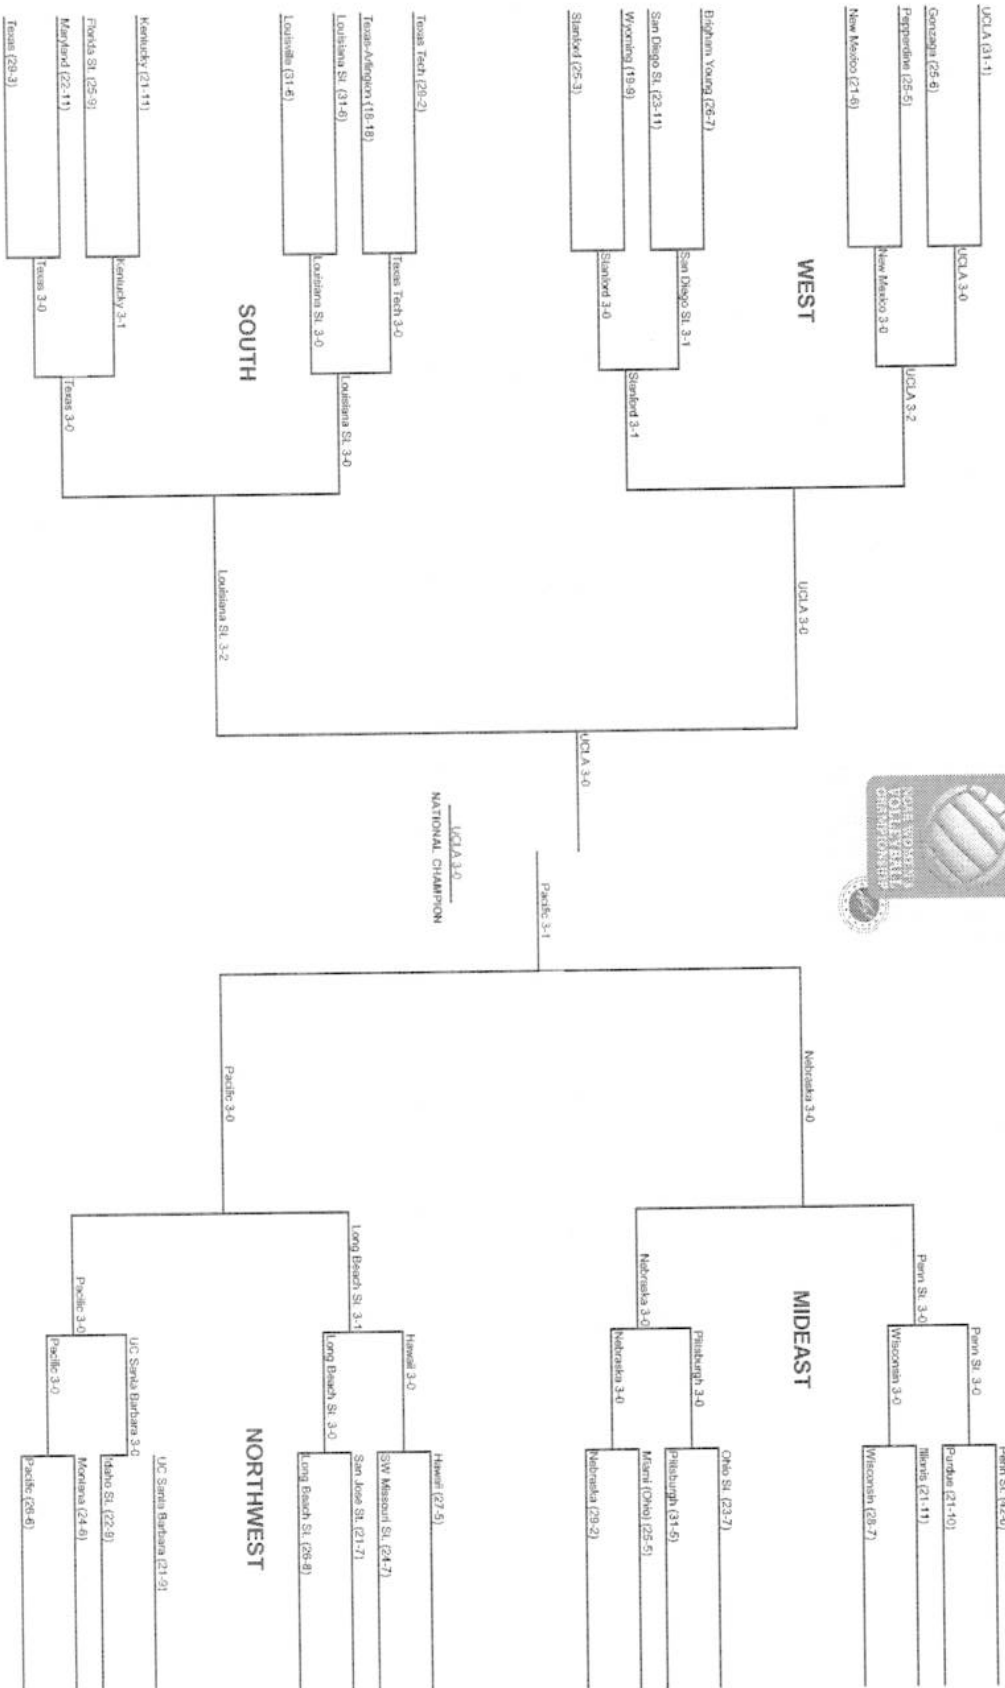 UCLA (31-1)
Gonzaga (25-6)
Pepperdine (25-5)
New Mexico (21-6)
UCLA 3-0
New Mexico 3-0
UCLA 3-2
WEST
Brigham Young (26-7)
San Diego St. (23-11)
Wyoming (19-9)
Stanford (25-3)
San Diego St. 3-1
Stanford 3-0
Stanford 3-1
UCLA 3-0
Texas Tech (29-2)
Texas-Arlington (18-18)
Louisiana St. (31-6)
Louisville (31-6)
Texas Tech 3-0
Louisiana St. 3-0
Louisiana St. 3-0
SOUTH
Kentucky (21-11)
Florida St. (25-9)
Maryland (22-11)
Texas (29-3)
Kentucky 3-1
Texas 3-0
Texas 3-0
Louisiana St. 3-2
UCLA 3-0
UCLA 3-0
NATIONAL CHAMPION
NCAA WOMEN'S
VOLLEYBALL
CHAMPIONSHIP
Pacific 3-1
Nebraska 3-0
Penn St. 3-0
Penn St. 3-0
Wisconsin 3-0
Purdue (21-10)
Illinois (21-11)
Wisconsin (28-7)
MIDEAST
Nebraska 3-0
Pittsburgh 3-0
Nebraska 3-0
Ohio St. (23-7)
Pittsburgh (31-5)
Miami (Ohio) (25-5)
Nebraska (29-2)
Pacific 3-0
Long Beach St. 3-1
Hawaii 3-0
Long Beach St. 3-0
Hawaii (27-5)
SW Missouri St. (24-7)
San Jose St. (21-7)
Long Beach St. (26-8)
NORTHWEST
Pacific 3-0
UC Santa Barbara 3-0
Pacific 3-0
UC Santa Barbara (21-9)
Idaho St. (22-9)
Montana (24-6)
Pacific (26-6)